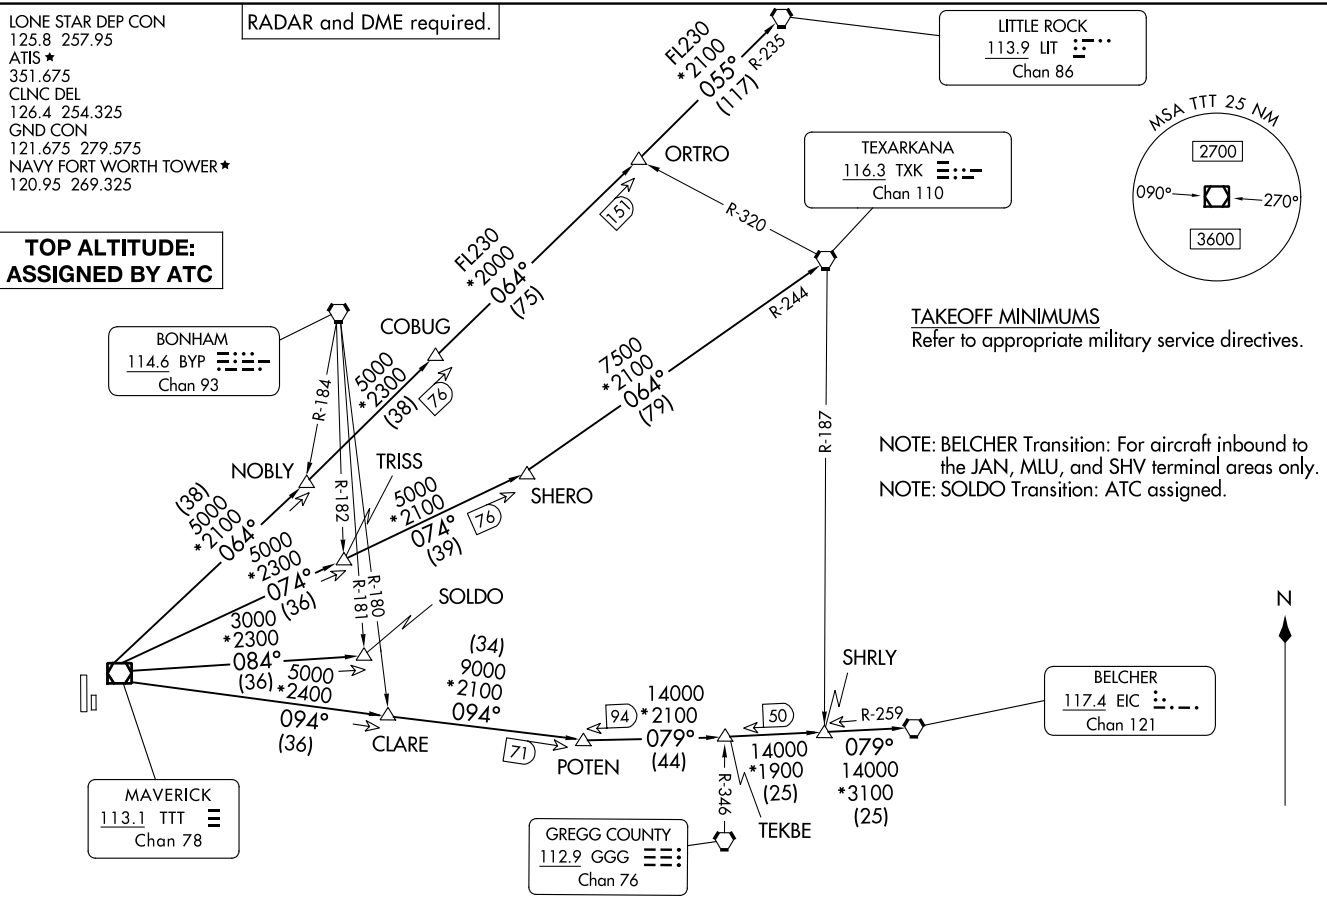 LONE STAR DEP CON
125.8 257.95
ATIS ★
351.675
CLNC DEL
126.4 254.325
GND CON
121.675 279.575
NAVY FORT WORTH TOWER ★
120.95 269.325
RADAR and DME required.
TOP ALTITUDE:
ASSIGNED BY ATC
LITTLE ROCK
113.9 LIT
Chan 86
FL230
*2100
055°
(117)
R-235
MSA TTT 25 NM
2700
090°
270°
3600
ORTRO
151
TEXARKANA
116.3 TXK
Chan 110
R-320
FL230
*2000
064°
(75)
R-244
BONHAM
114.6 BYP
Chan 93
COBUG
5000
*2300
(38)
76
R-184
R-182
R-181
R-180
7500
*2100
064°
(79)
R-187
TAKEOFF MINIMUMS
Refer to appropriate military service directives.
NOTE: BELCHER Transition: For aircraft inbound to
the JAN, MLU, and SHV terminal areas only.
NOTE: SOLDO Transition: ATC assigned.
NOBLY
TRISS
SHERO
(38)
5000
*2100
064°
5000
*2100
074°
(39)
76
5000
*2300
074°
(36)
SOLDO
3000
*2300
084°
(36)
5000
*2400
094°
(36)
CLARE
(34)
9000
*2100
094°
71
POTEN
94
14000
*2100
079°
(44)
50
TEKBE
14000
*1900
(25)
SHRLY
R-259
079°
14000
*3100
(25)
R-346
N
BELCHER
117.4 EIC
Chan 121
MAVERICK
113.1 TTT
Chan 78
GREGG COUNTY
112.9 GGG
Chan 76